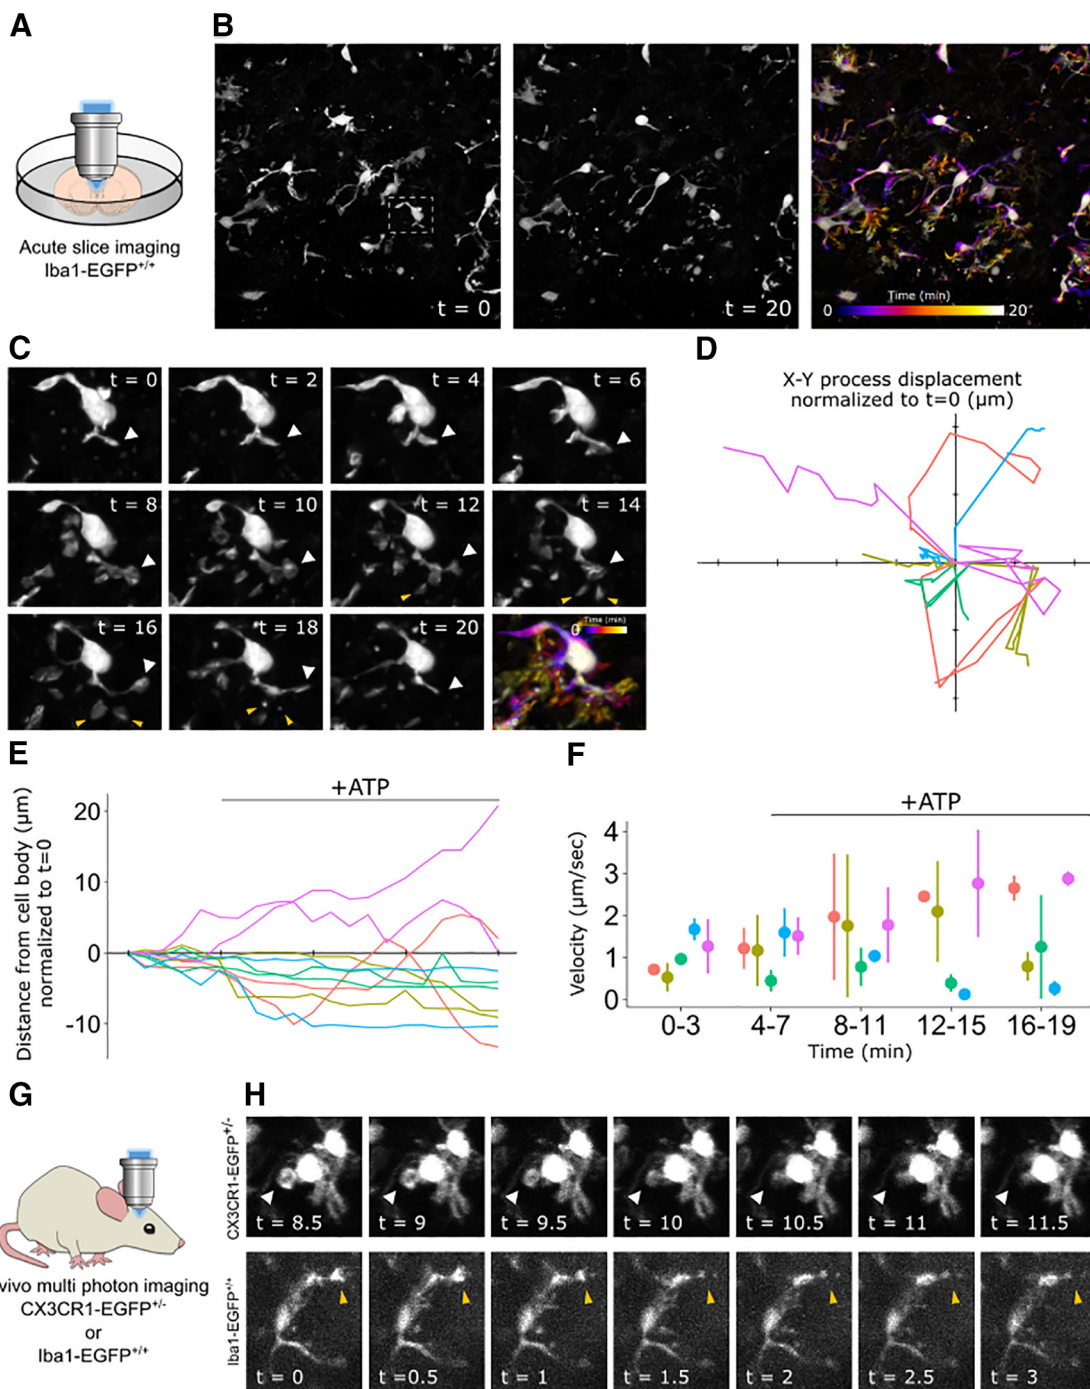 A
Acute slice imaging
Iba1-EGFP+/+
B
t = 0
t = 20
Time (min)
0
20
C
t = 0
t = 2
t = 4
t = 6
t = 8
t = 10
t = 12
t = 14
t = 16
t = 18
t = 20
Time (min)
0
D
X-Y process displacement
normalized to t=0 (μm)
E
+ATP
Distance from cell body (μm)
normalized to t=0
20
10
0
-10
F
+ATP
Velocity (μm/sec)
4
3
2
1
0
0-3
4-7
8-11
12-15
16-19
Time (min)
G
vivo multi photon imaging
CX3CR1-EGFP+/-
or
Iba1-EGFP+/+
H
CX3CR1-EGFP+/-
t = 8.5
t = 9
t = 9.5
t = 10
t = 10.5
t = 11
t = 11.5
Iba1-EGFP+/+
t = 0
t =0.5
t = 1
t = 1.5
t = 2
t = 2.5
t = 3